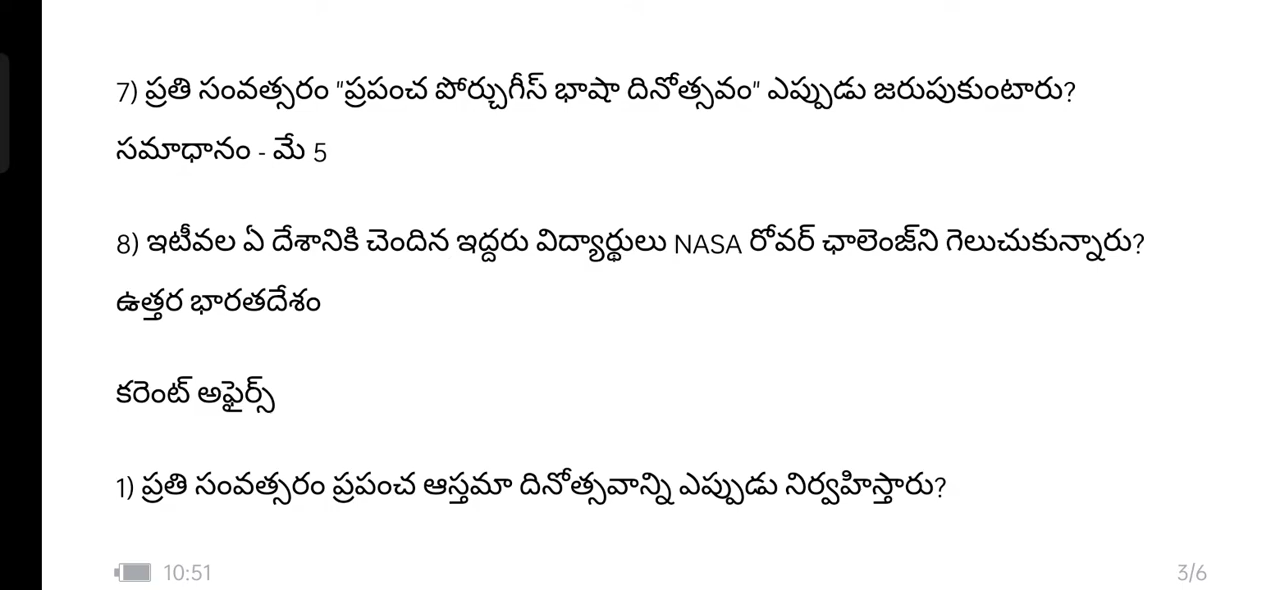 7) ప్రతి సంవత్సరం "ప్రపంచ పోర్చుగీస్ భాషా దినోత్సవం" ఎప్పుడు జరుపుకుంటారు?
సమాధానం - మే 5
8) ఇటీవల ఏ దేశానికి చెందిన ఇద్దరు విద్యార్థులు NASA రోవర్ ఛాలెంజ్‌ని గెలుచుకున్నారు?
ఉత్తర భారతదేశం
కరెంట్ అఫైర్స్
1) ప్రతి సంవత్సరం ప్రపంచ ఆస్తమా దినోత్సవాన్ని ఎప్పుడు నిర్వహిస్తారు?
10:51
3/6